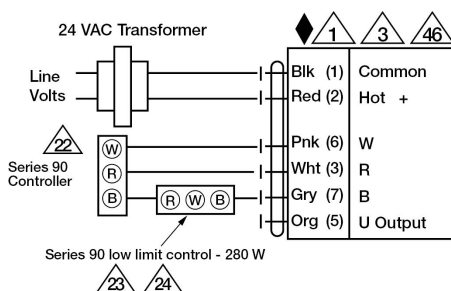 24 VAC Transformer
1 3 46
Line
Volts
Blk (1) Common
Red (2) Hot +
22
Series 90
Controller
W
R
B
R W B
Pnk (6) W
Wht (3) R
Gry (7) B
Org (5) U Output
Series 90 low limit control - 280 W
23 24